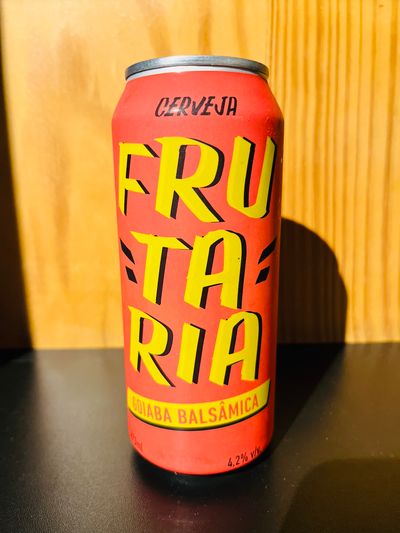 CERVEJA
FRU
=TA=
RIA
GOIABA BALSÂMICA
4.2% v/v